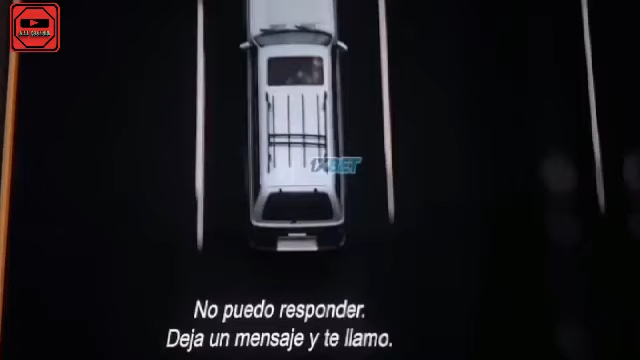 1XBET
No puedo responder.
Deja un mensaje y te llamo.